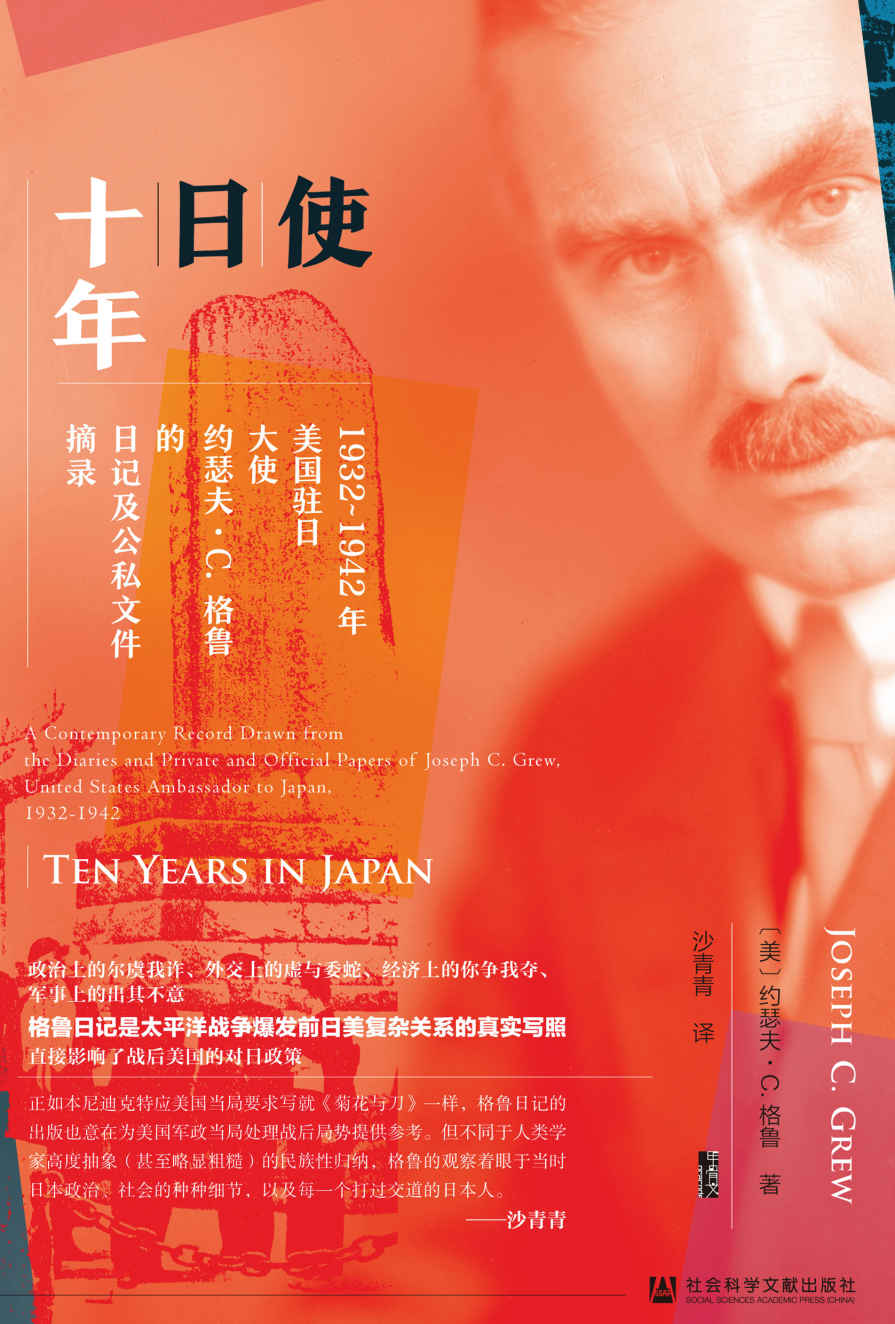 使日十年
1932~1942年
美国驻日
大使
约瑟夫·C.格鲁
的
日记及公私文件
摘录
A Contemporary Record Drawn from
the Diaries and Private and Official Papers of Joseph C. Grew,
United States Ambassador to Japan,
1932-1942
TEN YEARS IN JAPAN
政治上的尔虞我诈、外交上的虚与委蛇、经济上的你争我夺、
军事上的出其不意
格鲁日记是太平洋战争爆发前日美复杂关系的真实写照
直接影响了战后美国的对日政策
正如本尼迪克特应美国当局要求写就《菊花与刀》一样，格鲁日记的
出版也意在为美国军政当局处理战后局势提供参考。但不同于人类学
家高度抽象（甚至略显粗糙）的民族性归纳，格鲁的观察着眼于当时
日本政治、社会的种种细节，以及每一个打过交道的日本人。
——沙青青
JOSEPH C. GREW
〔美〕约瑟夫·C.格鲁 著
沙青青 译
甲骨文
SSAP
社会科学文献出版社
SOCIAL SCIENCES ACADEMIC PRESS (CHINA)